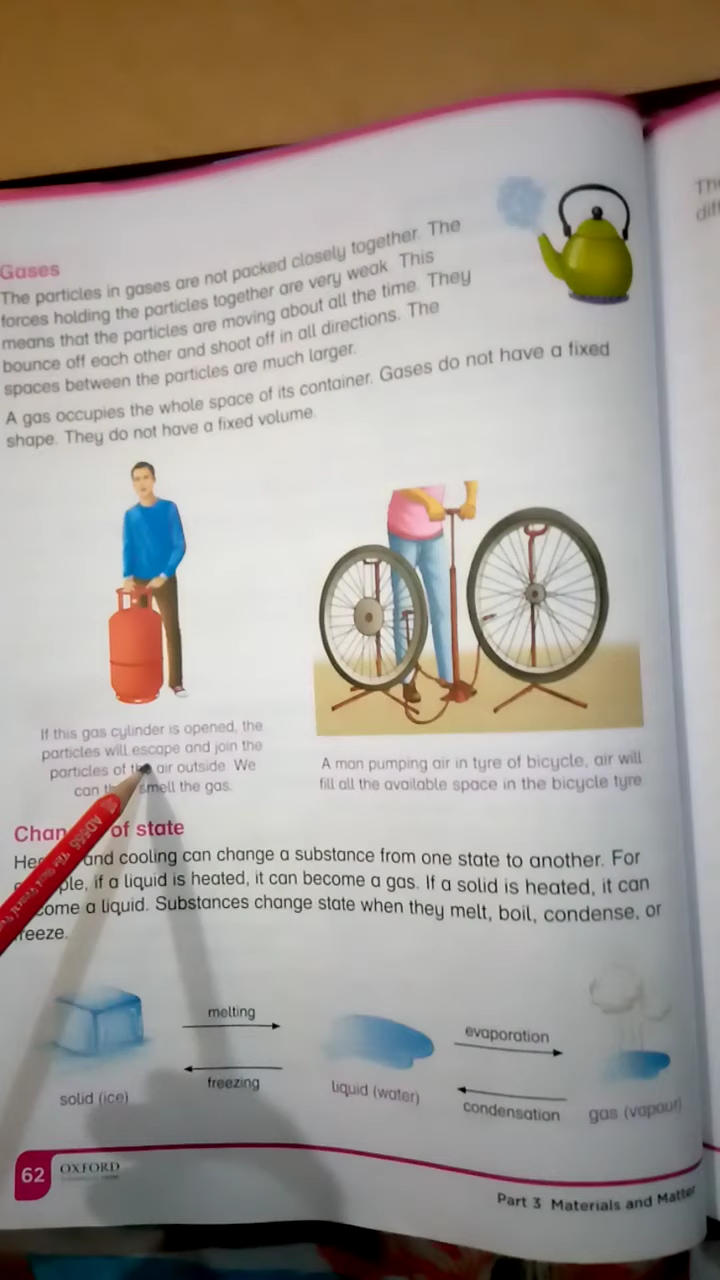 Gases
The particles in gases are not packed closely together. The
forces holding the particles together are very weak. This
means that the particles are moving about all the time. They
bounce off each other and shoot off in all directions. The
spaces between the particles are much larger.
A gas occupies the whole space of its container. Gases do not have a fixed
shape. They do not have a fixed volume.
If this gas cylinder is opened, the
particles will escape and join the
particles of the air outside. We
can smell the gas.
A man pumping air in tyre of bicycle, air will
fill all the available space in the bicycle tyre
of state
and cooling can change a substance from one state to another. For
if a liquid is heated, it can become a gas. If a solid is heated, it can
a liquid. Substances change state when they melt, boil, condense, or
melting
evaporation
freezing
condensation
solid (ice)
liquid (water)
gas (vapour)
62 OXFORD
Part 3 Materials and Matter
AD565